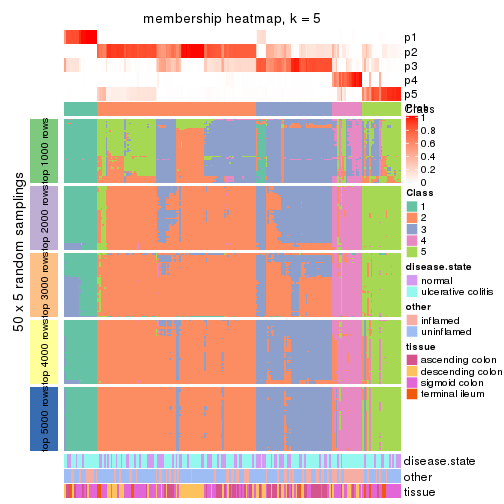 membership heatmap, k = 5
p1
p2
p3
p4
p5
Class
1
0.8
0.6
0.4
0.2
0
Class
1
2
3
4
5
disease.state
normal
ulcerative colitis
other
inflamed
uninflamed
tissue
ascending colon
descending colon
sigmoid colon
terminal ileum
50 x 5 random samplings
top 1000 rows
top 2000 rows
top 3000 rows
top 4000 rows
top 5000 rows
disease.state
other
tissue